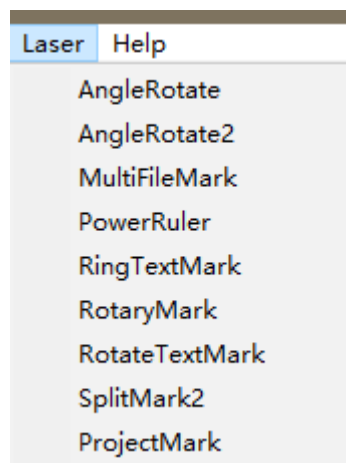 Laser Help
AngleRotate
AngleRotate2
MultiFileMark
PowerRuler
RingTextMark
RotaryMark
RotateTextMark
SplitMark2
ProjectMark